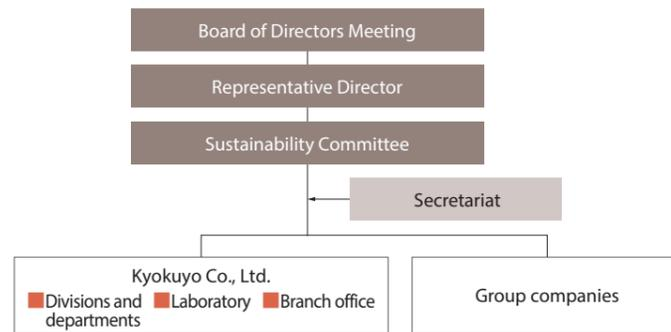 Board of Directors Meeting
Representative Director
Sustainability Committee
Secretariat
Kyokuyo Co., Ltd.
Divisions and departments
Laboratory
Branch office
Group companies